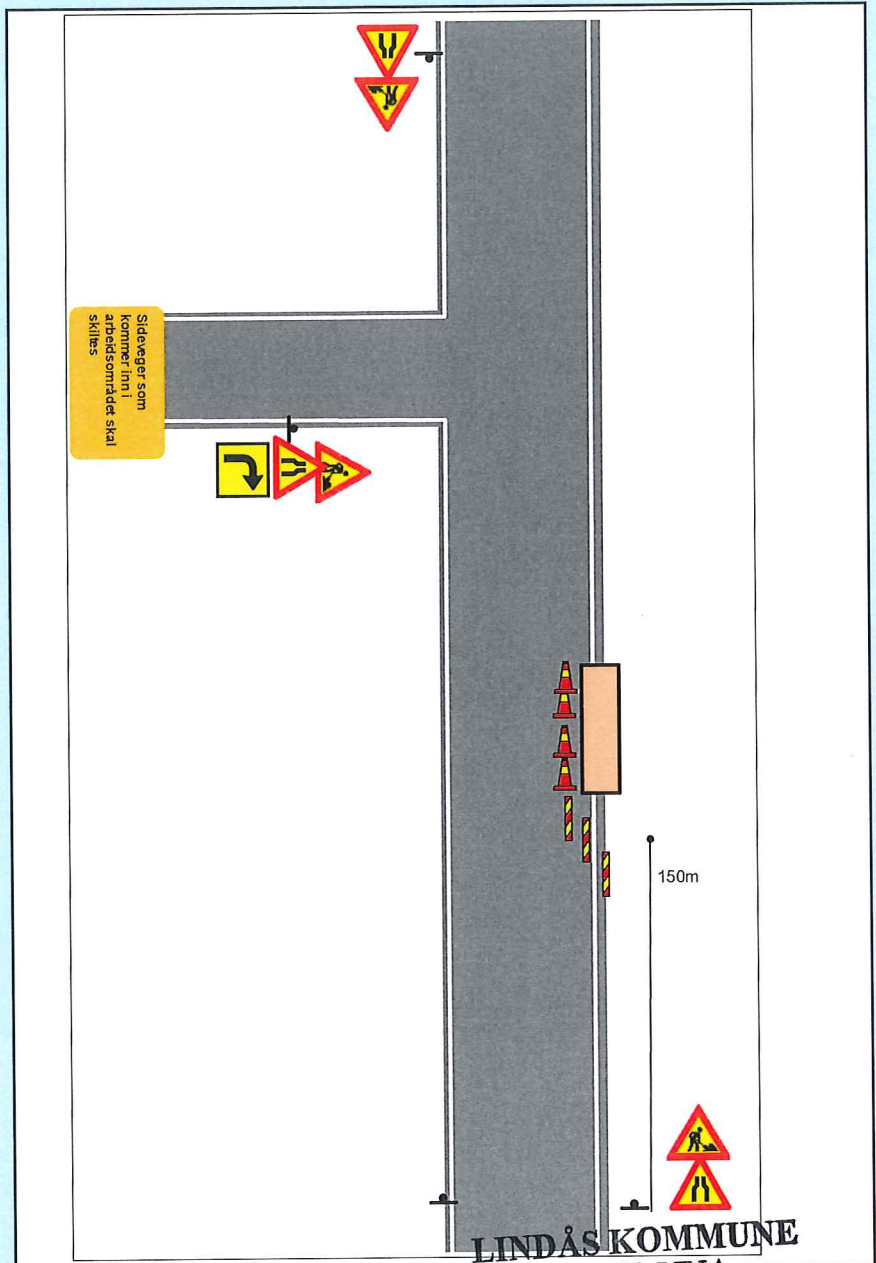 Sideveger som
kommer inn i
arbeidsområdet skal
skiltes
150m
LINDÅS KOMMUNE